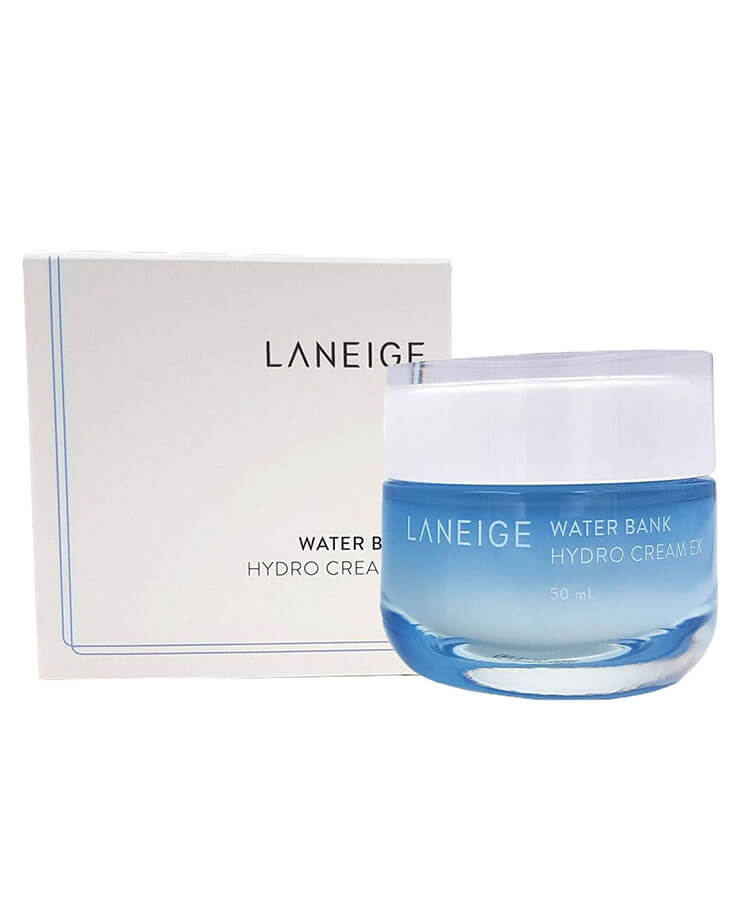 LANEIGE
WATER B
HYDRO CREA
LANEIGE
WATER BANK
HYDRO CREAM EX
50 mL